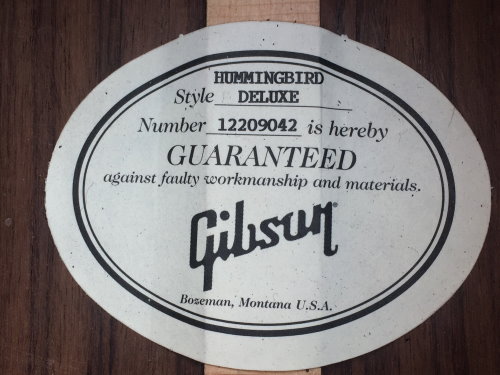 HUMMINGBIRD
Style DELUXE
Number 12209042 is hereby
GUARANTEED
against faulty workmanship and materials.
Gibson
Bozeman, Montana U.S.A.